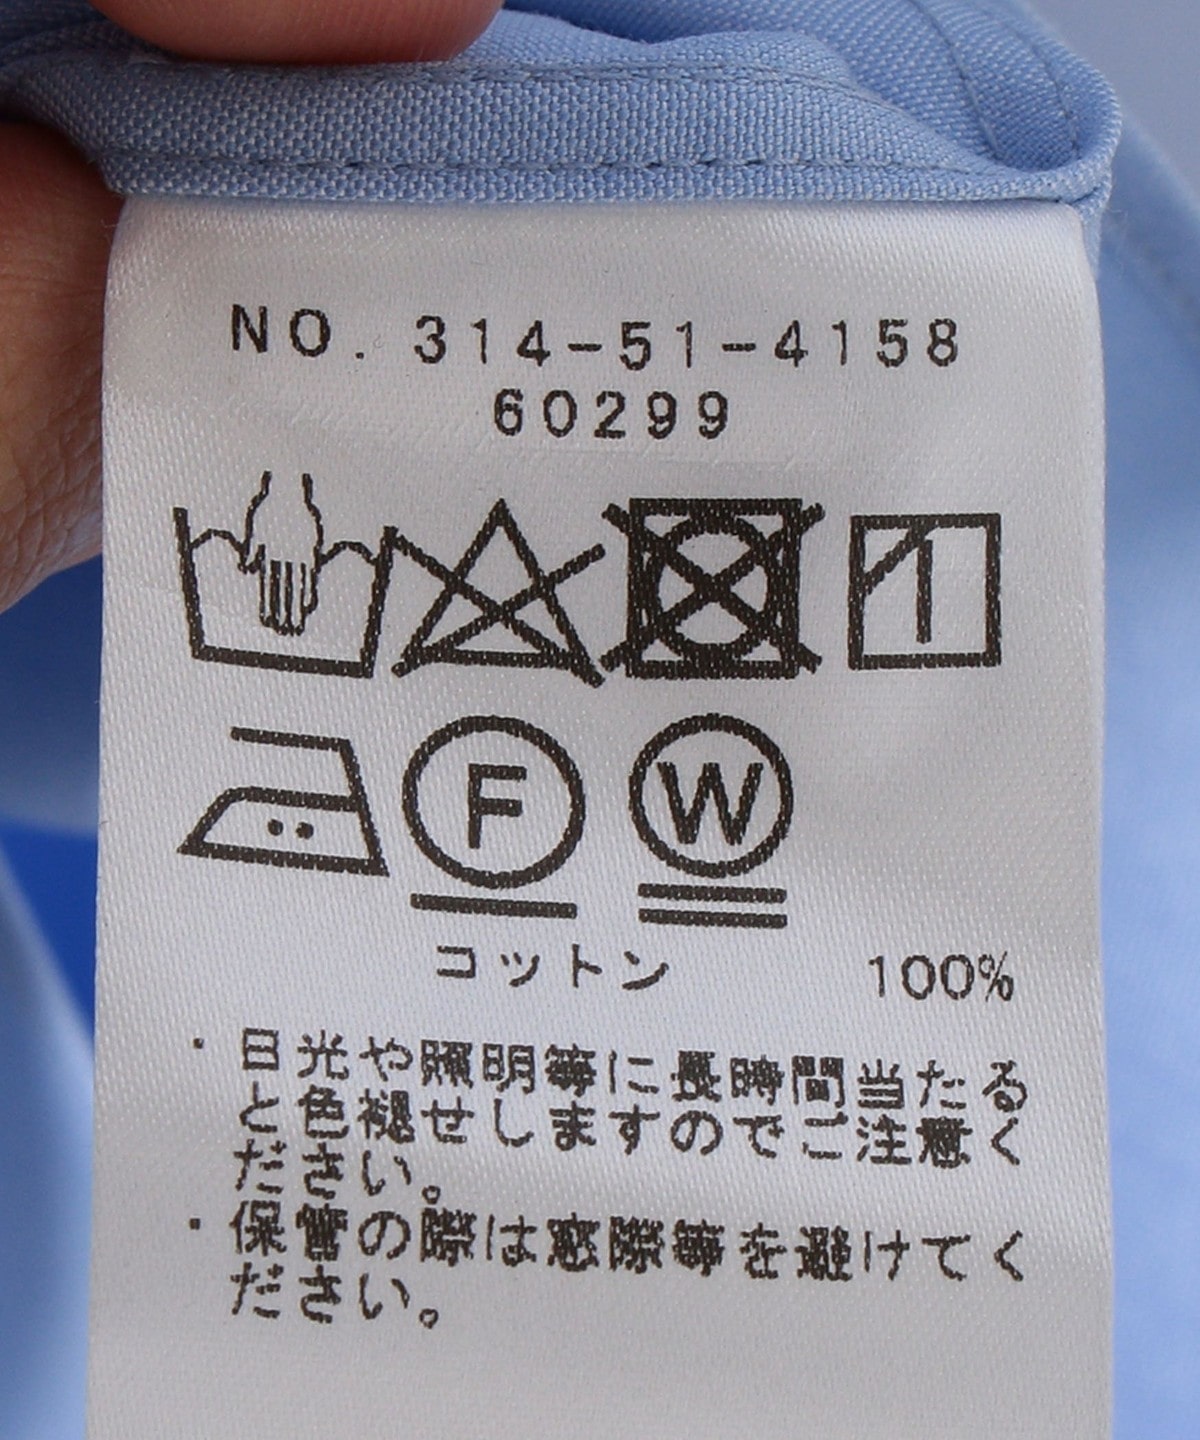 NO. 314-51-4158
60299
F W
コットン 100%
・日光や照明等に長時間当たる
と色褪せしますのでご注意く
ださい。
・保管の際は窓際等を避けてく
ださい。